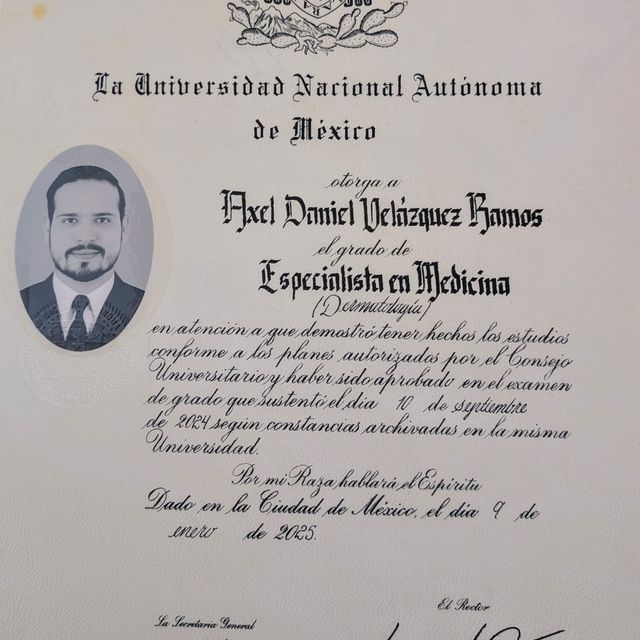 La Universidad Nacional Autónoma
de México
otorga a
Axel Daniel Velázquez Ramos
el grado de
Especialista en Medicina
(Dermatología)
en atención a que demostró tener hechos los estudios
conforme a los planes autorizados por el Consejo
Universitario y haber sido aprobado en el examen
de grado que sustentó el día 10 de septiembre
de 2024 según constancias archivadas en la misma
Universidad.
Por mi Raza hablará el Espíritu
Dado en la Ciudad de México, el día 9 de
enero de 2025.
El Rector
La Secretaria General